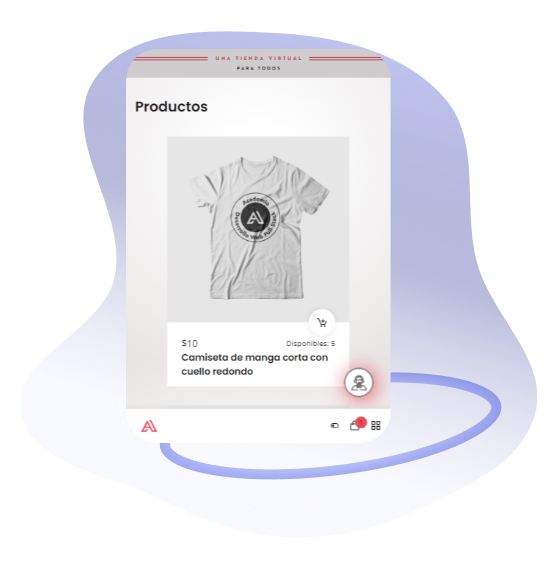 UNA TIENDA VIRTUAL
PARA TODOS
Productos
Academia
Desarrollo Web Full Stack
$10
Disponibles: 5
Camiseta de manga corta con
cuello redondo
1